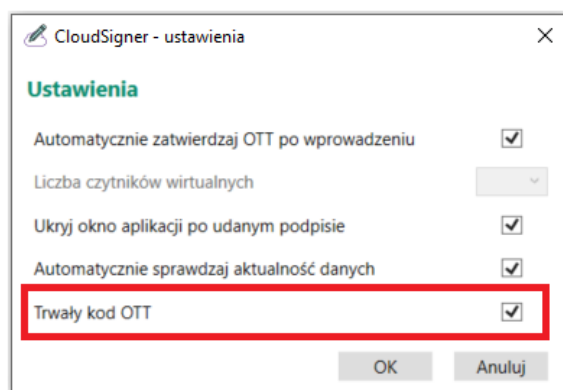 CloudSigner - ustawienia
Ustawienia
Automatycznie zatwierdzaj OTT po wprowadzeniu
Liczba czytników wirtualnych
Ukryj okno aplikacji po udanym podpisie
Automatycznie sprawdzaj aktualność danych
Trwały kod OTT
OK Anuluj